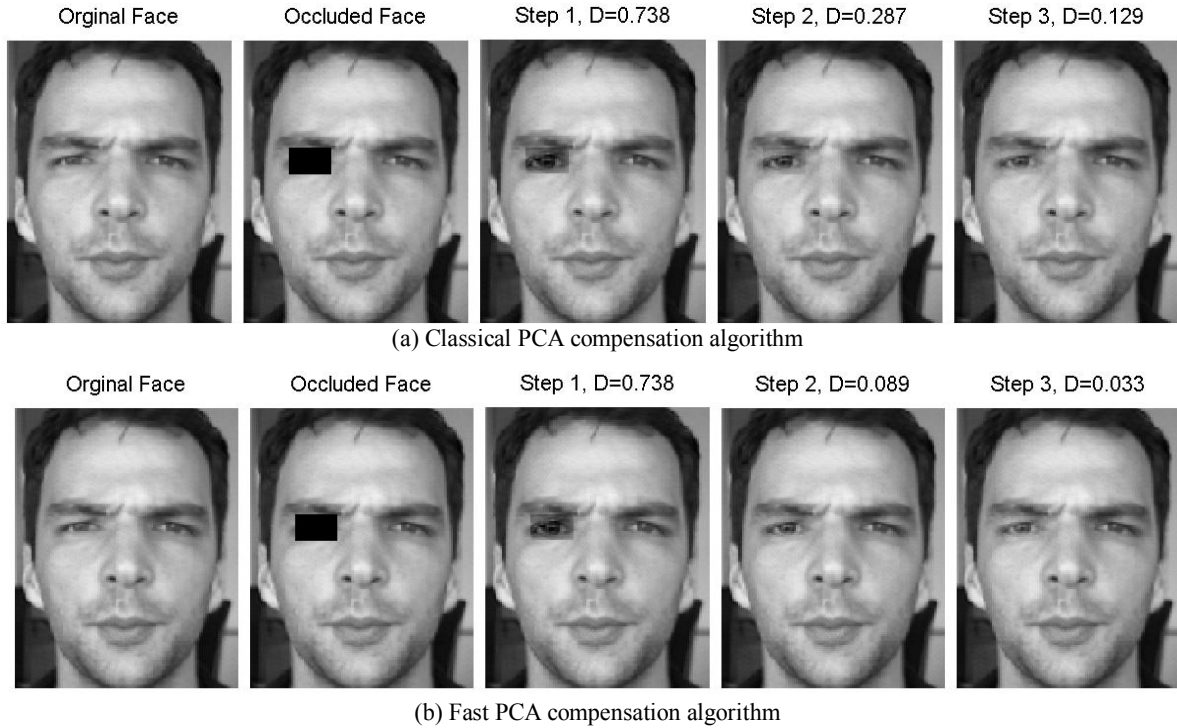 Orginal Face Occluded Face Step 1, D=0.738 Step 2, D=0.287 Step 3, D=0.129
(a) Classical PCA compensation algorithm
Orginal Face Occluded Face Step 1, D=0.738 Step 2, D=0.089 Step 3, D=0.033
(b) Fast PCA compensation algorithm